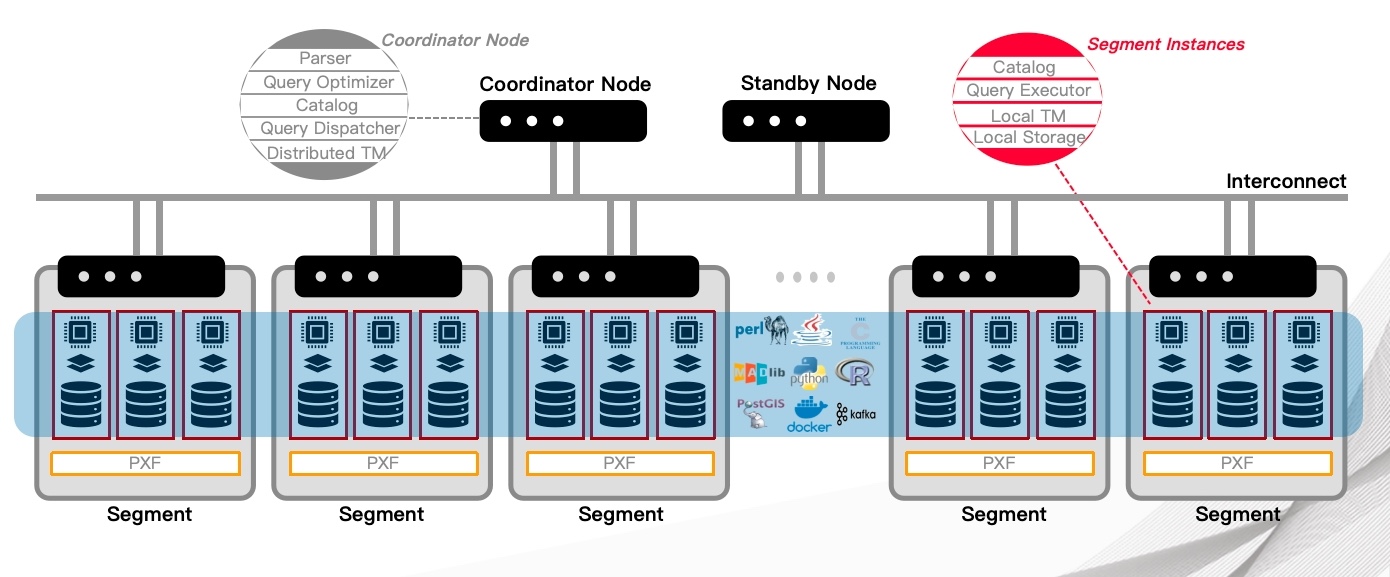 Coordinator Node
Parser
Query Optimizer
Catalog
Query Dispatcher
Distributed TM
Coordinator Node
Standby Node
Segment Instances
Catalog
Query Executor
Local TM
Local Storage
Interconnect
perl
Java
THE
C
PROGRAMMING
LANGUAGE
MADlib
python
R
PostGIS
docker
kafka
PXF
PXF
PXF
PXF
PXF
Segment
Segment
Segment
Segment
Segment